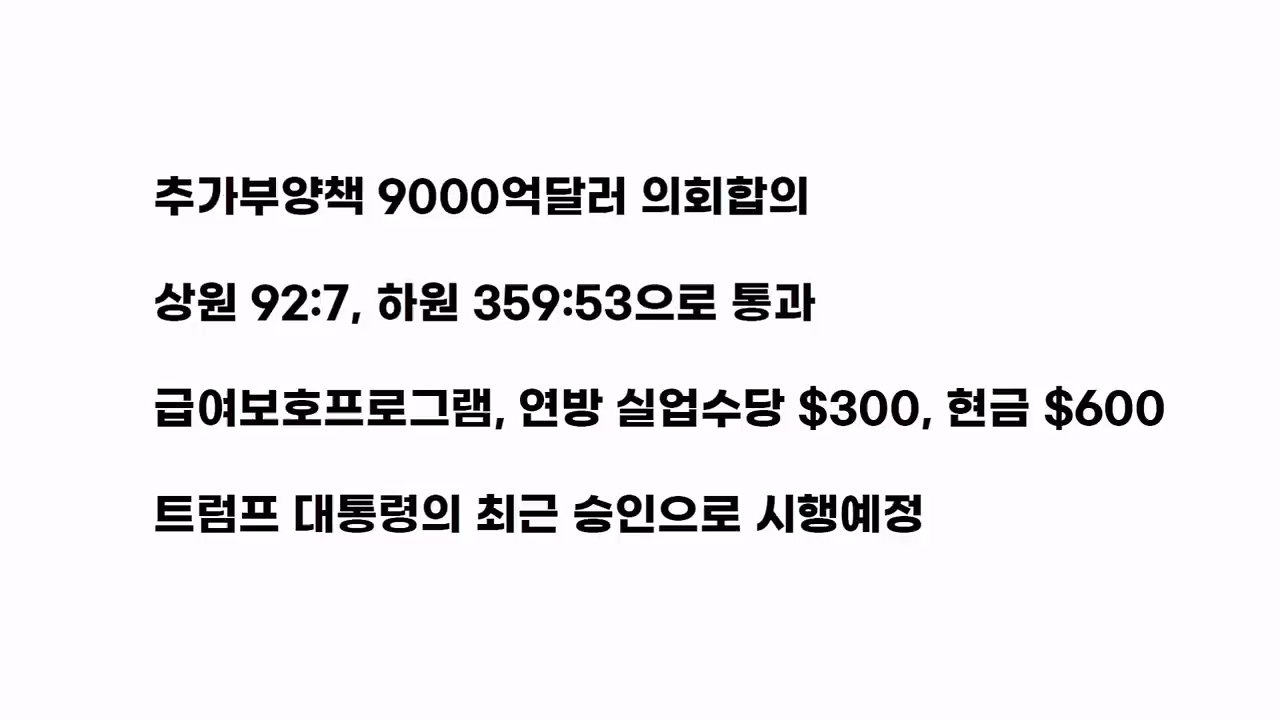 추가부양책 9000억달러 의회합의
상원 92:7, 하원 359:53으로 통과
급여보호프로그램, 연방 실업수당 $300, 현금 $600
트럼프 대통령의 최근 승인으로 시행예정